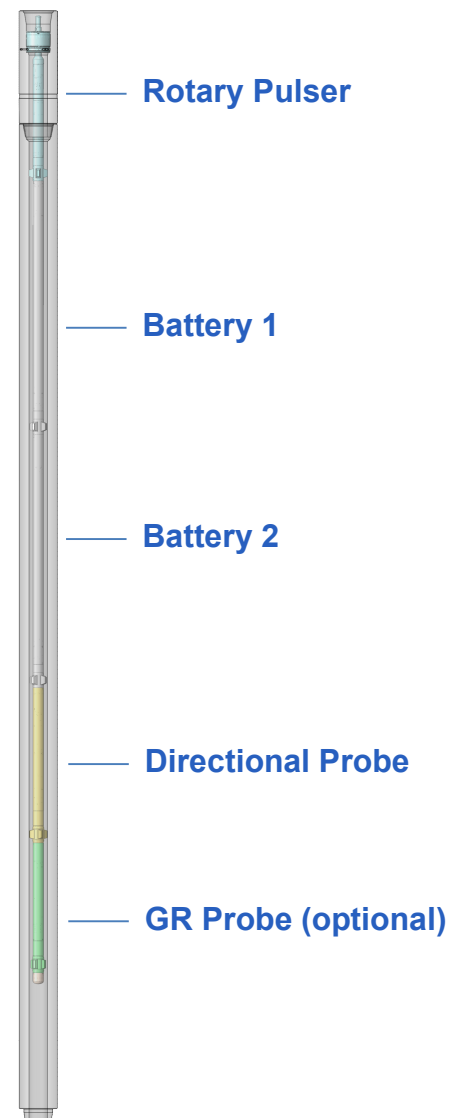 Rotary Pulser
Battery 1
Battery 2
Directional Probe
GR Probe (optional)